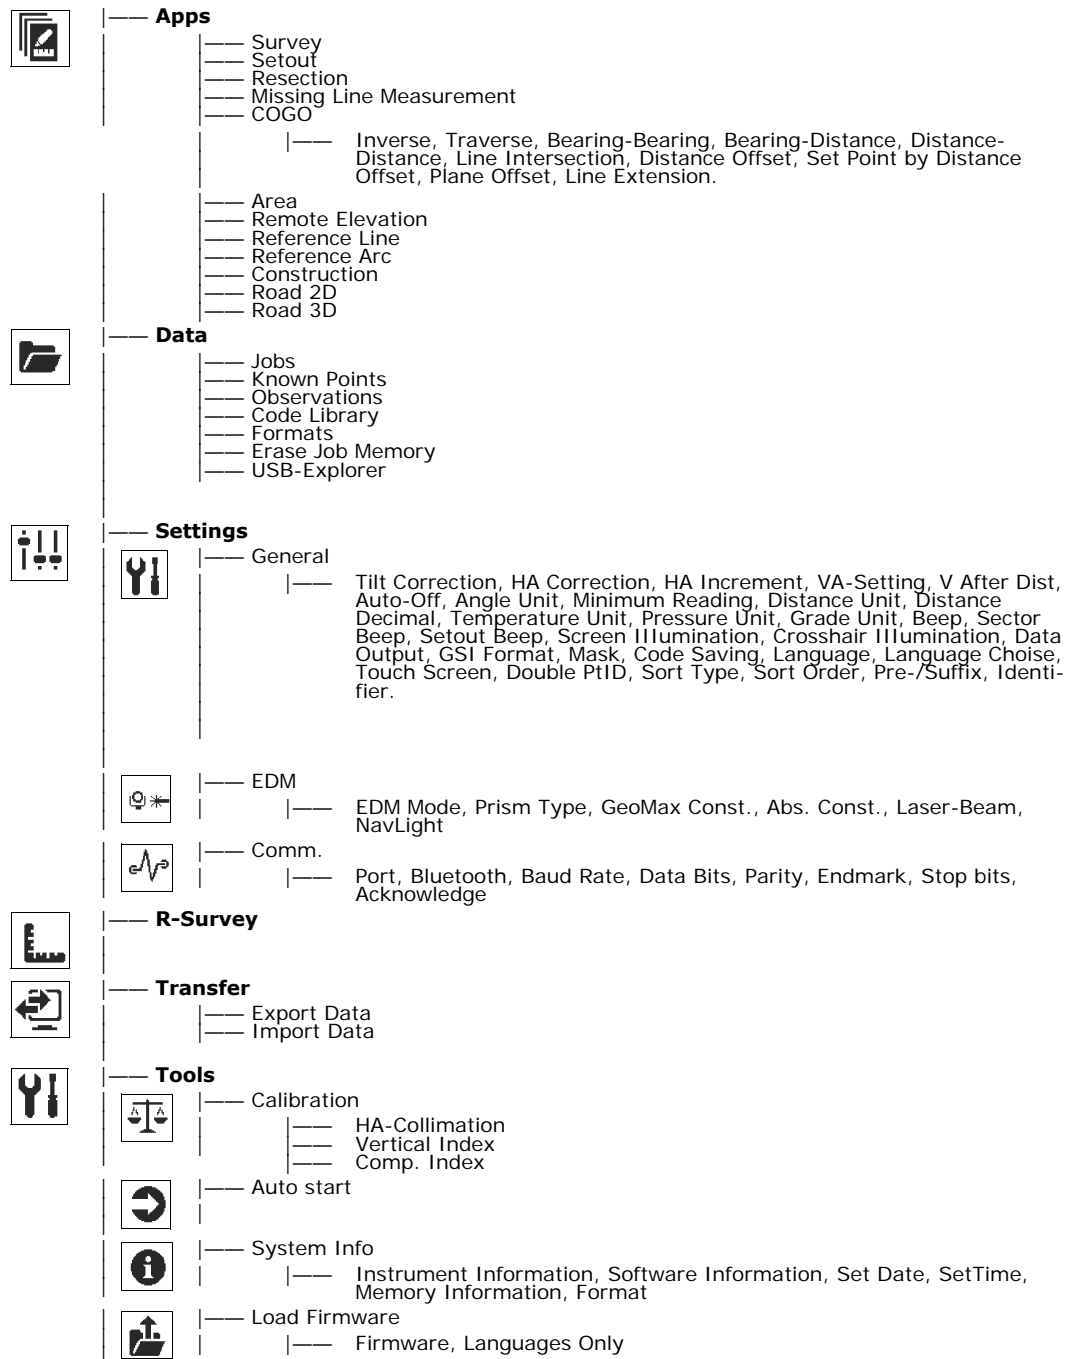 Apps
Survey
Setout
Resection
Missing Line Measurement
COGO
Inverse, Traverse, Bearing-Bearing, Bearing-Distance, Distance-
Distance, Line Intersection, Distance Offset, Set Point by Distance
Offset, Plane Offset, Line Extension.
Area
Remote Elevation
Reference Line
Reference Arc
Construction
Road 2D
Road 3D
Data
Jobs
Known Points
Observations
Code Library
Formats
Erase Job Memory
USB-Explorer
Settings
General
Tilt Correction, HA Correction, HA Increment, VA-Setting, V After Dist,
Auto-Off, Angle Unit, Minimum Reading, Distance Unit, Distance
Decimal, Temperature Unit, Pressure Unit, Grade Unit, Beep, Sector
Beep, Setout Beep, Screen IIIumination, Crosshair IIIumination, Data
Output, GSI Format, Mask, Code Saving, Language, Language Choise,
Touch Screen, Double PtID, Sort Type, Sort Order, Pre-/Suffix, Identi-
fier.
EDM
EDM Mode, Prism Type, GeoMax Const., Abs. Const., Laser-Beam,
NavLight
Comm.
Port, Bluetooth, Baud Rate, Data Bits, Parity, Endmark, Stop bits,
Acknowledge
R-Survey
Transfer
Export Data
Import Data
Tools
Calibration
HA-Collimation
Vertical Index
Comp. Index
Auto start
System Info
Instrument Information, Software Information, Set Date, SetTime,
Memory Information, Format
Load Firmware
Firmware, Languages Only